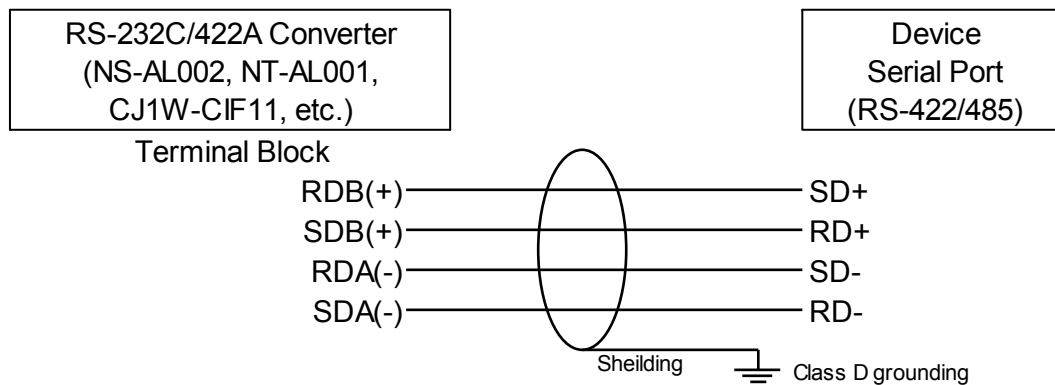 RS-232C/422A Converter
(NS-AL002, NT-AL001,
CJ1W-CIF11, etc.)
Device
Serial Port
(RS-422/485)
Terminal Block
RDB(+) SD+
SDB(+) RD+
RDA(-) SD-
SDA(-) RD-
Sheilding
Class D grounding